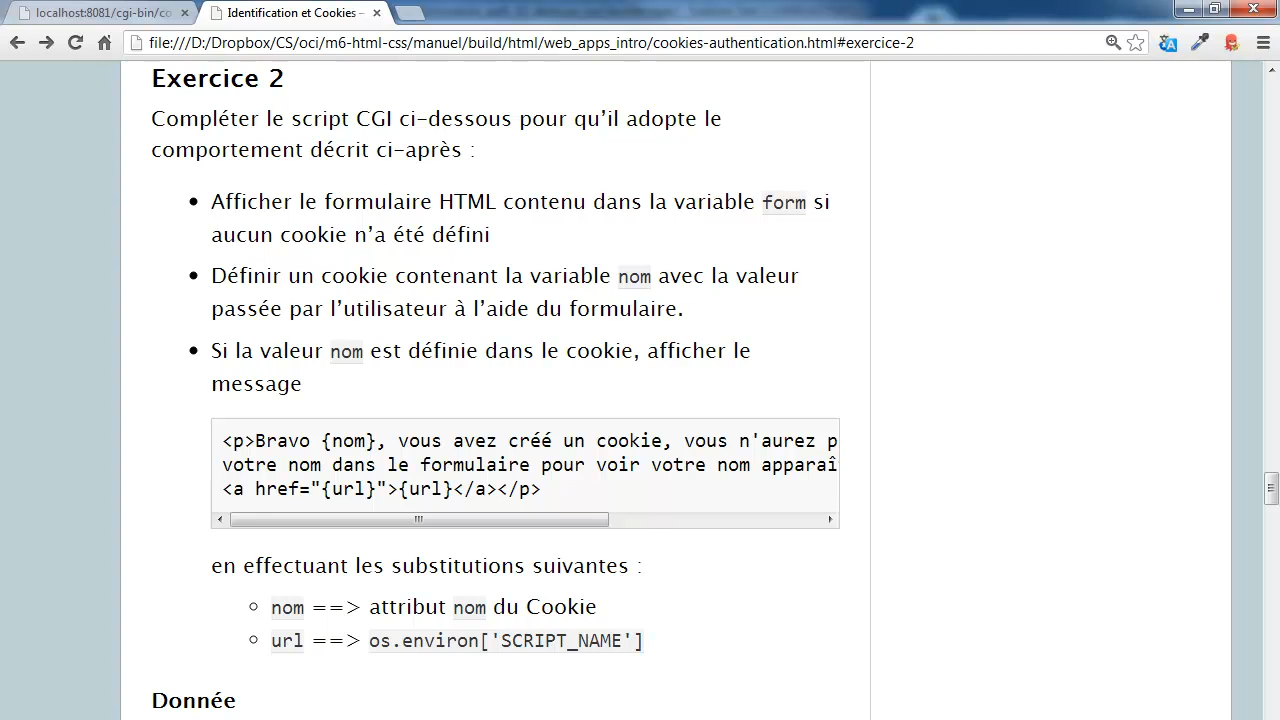 localhost:8081/cgi-bin/co
Identification et Cookies –
file:///D:/Dropbox/CS/oci/m6-html-css/manuel/build/html/web_apps_intro/cookies-authentication.html#exercice-2
Exercice 2
Compléter le script CGI ci-dessous pour qu’il adopte le
comportement décrit ci-après :
Afficher le formulaire HTML contenu dans la variable form si
aucun cookie n’a été défini
Définir un cookie contenant la variable nom avec la valeur
passée par l’utilisateur à l’aide du formulaire.
Si la valeur nom est définie dans le cookie, afficher le
message
<p>Bravo {nom}, vous avez créé un cookie, vous n'aurez p
votre nom dans le formulaire pour voir votre nom apparaî
<a href="{url}">{url}</a></p>
en effectuant les substitutions suivantes :
nom ==> attribut nom du Cookie
url ==> os.environ['SCRIPT_NAME']
Donnée